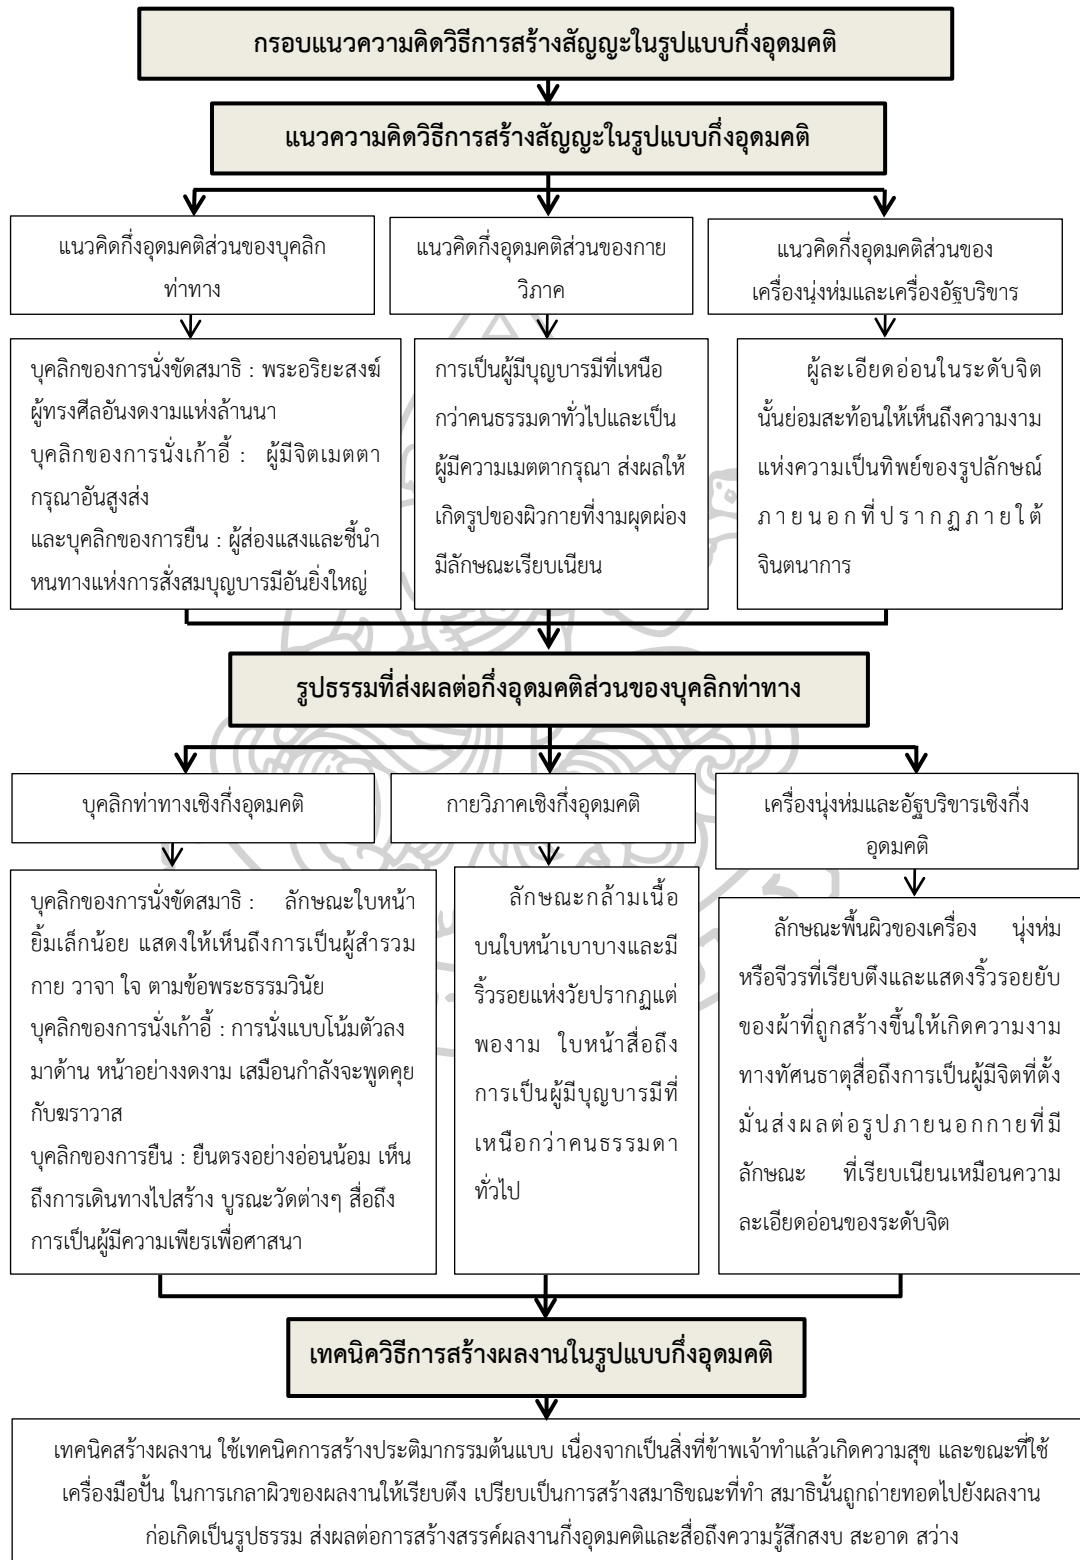 กรอบแนวความคิดวิธีการสร้างสัญญะในรูปแบบกึ่งอุดมคติ
แนวความคิดวิธีการสร้างสัญญะในรูปแบบกึ่งอุดมคติ
แนวคิดกึ่งอุดมคติส่วนของบุคลิก
ท่าทาง
แนวคิดกึ่งอุดมคติส่วนของกาย
วิภาค
แนวคิดกึ่งอุดมคติส่วนของ
เครื่องนุ่งห่มและเครื่องอัฐบริขาร
บุคลิกของการนั่งขัดสมาธิ : พระอริยะสงฆ์
ผู้ทรงศีลอันงดงามแห่งล้านนา
บุคลิกของการนั่งเก้าอี้ : ผู้มีจิตเมตตา
กรุณาอันสูงส่ง
และบุคลิกของการยืน : ผู้ส่องแสงและชี้นำ
หนทางแห่งการสั่งสมบุญบารมีอันยิ่งใหญ่
การเป็นผู้มีบุญบารมีที่เหนือ
กว่าคนธรรมดาทั่วไปและเป็น
ผู้มีความเมตตากรุณา ส่งผลให้
เกิดรูปของผิวกายที่งามผุดผ่อง
มีลักษณะเรียบเนียน
ผู้ละเอียดอ่อนในระดับจิต
นั้นย่อมสะท้อนให้เห็นถึงความงาม
แห่งความเป็นทิพย์ของรูปลักษณ์
ภายนอกที่ปรากฏภายใต้
จินตนาการ
รูปธรรมที่ส่งผลต่อกึ่งอุดมคติส่วนของบุคลิกท่าทาง
บุคลิกท่าทางเชิงกึ่งอุดมคติ
กายวิภาคเชิงกึ่งอุดมคติ
เครื่องนุ่งห่มและอัฐบริขารเชิงกึ่ง
อุดมคติ
บุคลิกของการนั่งขัดสมาธิ : ลักษณะใบหน้า
ยิ้มเล็กน้อย แสดงให้เห็นถึงการเป็นผู้สำรวม
กาย วาจา ใจ ตามข้อพระธรรมวินัย
บุคลิกของการนั่งเก้าอี้ : การนั่งแบบโน้มตัวลง
มาด้าน หน้าอย่างงดงาม เสมือนกำลังจะพูดคุย
กับฆราวาส
บุคลิกของการยืน : ยืนตรงอย่างอ่อนน้อม เห็น
ถึงการเดินทางไปสร้าง บูรณะวัดต่างๆ สื่อถึง
การเป็นผู้มีความเพียรเพื่อศาสนา
ลักษณะกล้ามเนื้อ
บนใบหน้าเบาบางและมี
ริ้วรอยแห่งวัยปรากฏแต่
พองาม ใบหน้าสื่อถึง
การเป็นผู้มีบุญบารมีที่
เหนือกว่าคนธรรมดา
ทั่วไป
ลักษณะพื้นผิวของเครื่อง นุ่งห่ม
หรือจีวรที่เรียบตึงและแสดงริ้วรอยยับ
ของผ้าที่ถูกสร้างขึ้นให้เกิดความงาม
ทางทัศนธาตุสื่อถึงการเป็นผู้มีจิตที่ตั้ง
มั่นส่งผลต่อรูปภายนอกกายที่มี
ลักษณะ ที่เรียบเนียนเหมือนความ
ละเอียดอ่อนของระดับจิต
เทคนิควิธีการสร้างผลงานในรูปแบบกึ่งอุดมคติ
เทคนิคสร้างผลงาน ใช้เทคนิคการสร้างประติมากรรมต้นแบบ เนื่องจากเป็นสิ่งที่ข้าพเจ้าทำแล้วเกิดความสุข และขณะที่ใช้
เครื่องมือปั้น ในการเกลาผิวของผลงานให้เรียบตึง เปรียบเป็นการสร้างสมาธิขณะที่ทำ สมาธินั้นถูกถ่ายทอดไปยังผลงาน
ก่อเกิดเป็นรูปธรรม ส่งผลต่อการสร้างสรรค์ผลงานกึ่งอุดมคติและสื่อถึงความรู้สึกสงบ สะอาด สว่าง